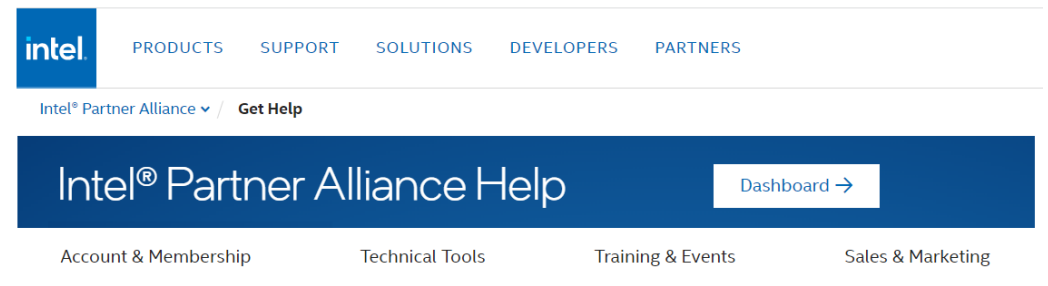 intel. PRODUCTS SUPPORT SOLUTIONS DEVELOPERS PARTNERS
Intel® Partner Alliance / Get Help
Intel® Partner Alliance Help Dashboard →
Account & Membership Technical Tools Training & Events Sales & Marketing